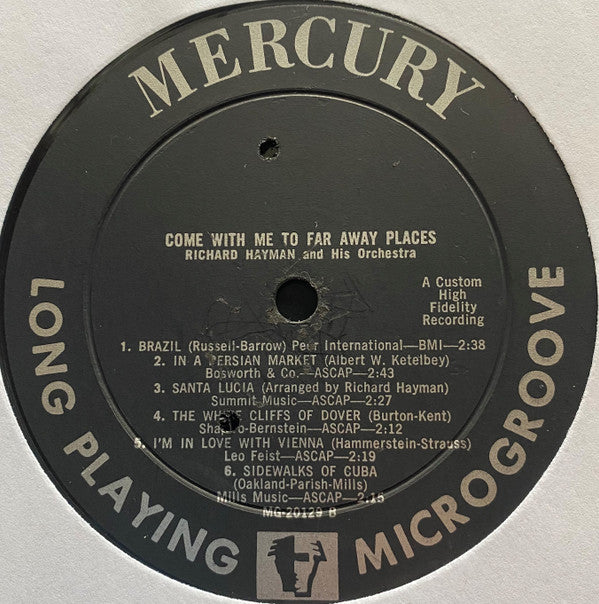 MERCURY
COME WITH ME TO FAR AWAY PLACES
RICHARD HAYMAN and His Orchestra
A Custom
High
Fidelity
Recording
1. BRAZIL (Russell-Barrow) Peer International—BMI—2:38
2. IN A PERSIAN MARKET (Albert W. Ketelbey)
Bosworth & Co.—ASCAP—2:43
3. SANTA LUCIA (Arranged by Richard Hayman)
Summit Music—ASCAP—2:27
4. THE WHITE CLIFFS OF DOVER (Burton-Kent)
Shapiro-Bernstein—ASCAP—2:12
5. I'M IN LOVE WITH VIENNA (Hammerstein-Strauss)
Leo Feist—ASCAP—2:19
6. SIDEWALKS OF CUBA
(Oakland-Parish-Mills)
Mills Music—ASCAP—2:18
MG-20129 B
LONG PLAYING
MICROGROOVE